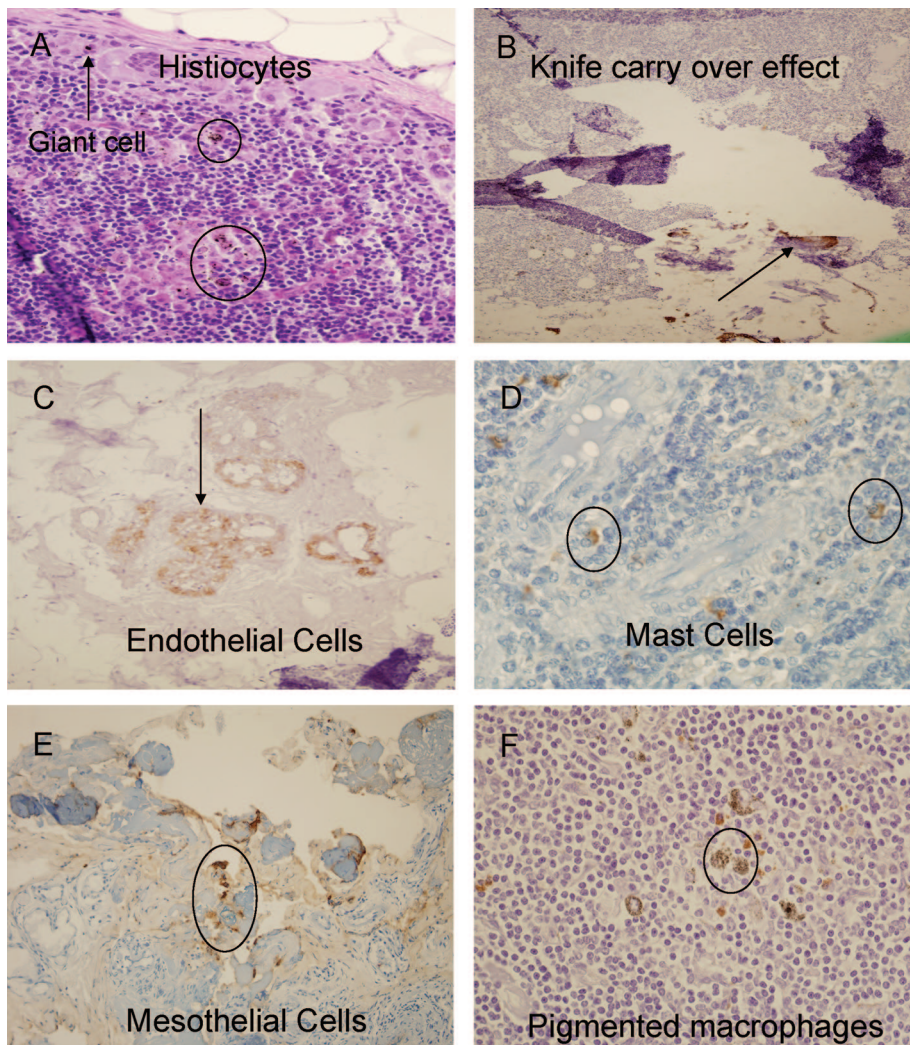 A
Histiocytes
Giant cell
B
Knife carry over effect
C
Endothelial Cells
D
Mast Cells
E
Mesothelial Cells
F
Pigmented macrophages